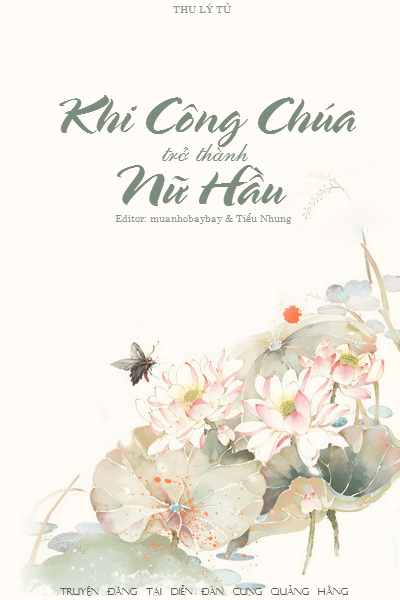 THU LÝ TỬ
Khi Công Chúa
trở thành
Nữ Hầu
Editor: muanhobaybay & Tiểu Nhung
TRUYỆN ĐĂNG TẠI DIỄN ĐÀN CUNG QUẢNG HẰNG